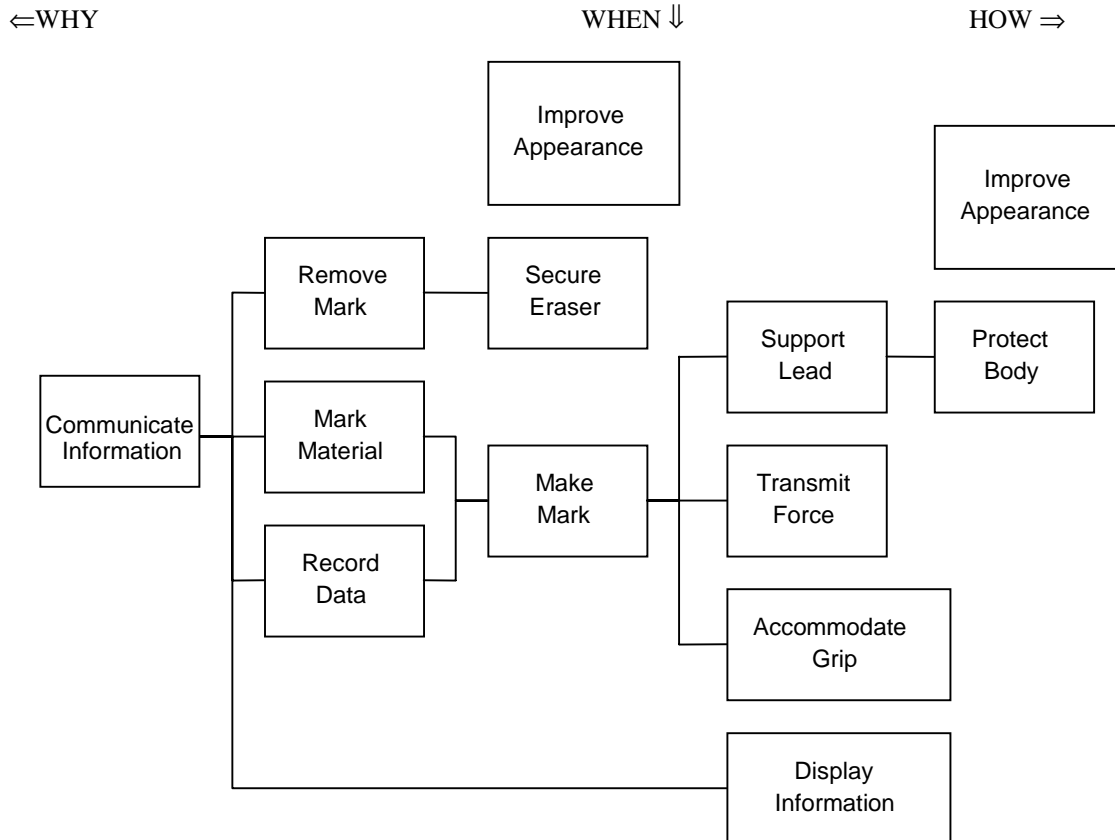 ⇐WHY
WHEN ⇓
HOW ⇒
Improve
Appearance
Improve
Appearance
Remove
Mark
Secure
Eraser
Support
Lead
Protect
Body
Communicate
Information
Mark
Material
Make
Mark
Transmit
Force
Record
Data
Accommodate
Grip
Display
Information